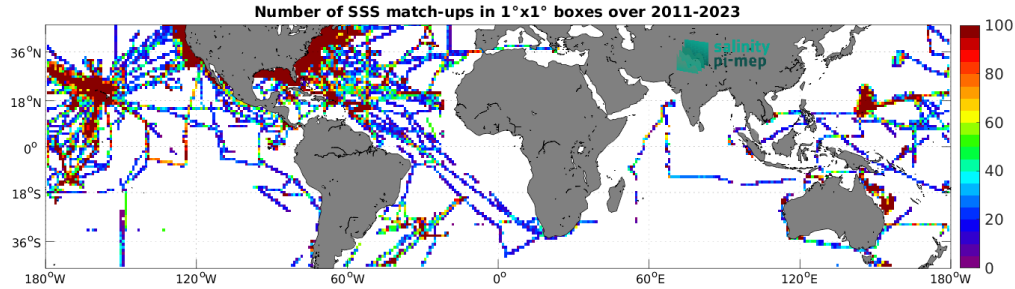 Number of SSS match-ups in 1°x1° boxes over 2011-2023
36°N
18°N
0°
18°S
36°S
180°W
120°W
60°W
0°
60°E
120°E
180°W
salinity
pi-mep
100
80
60
40
20
0